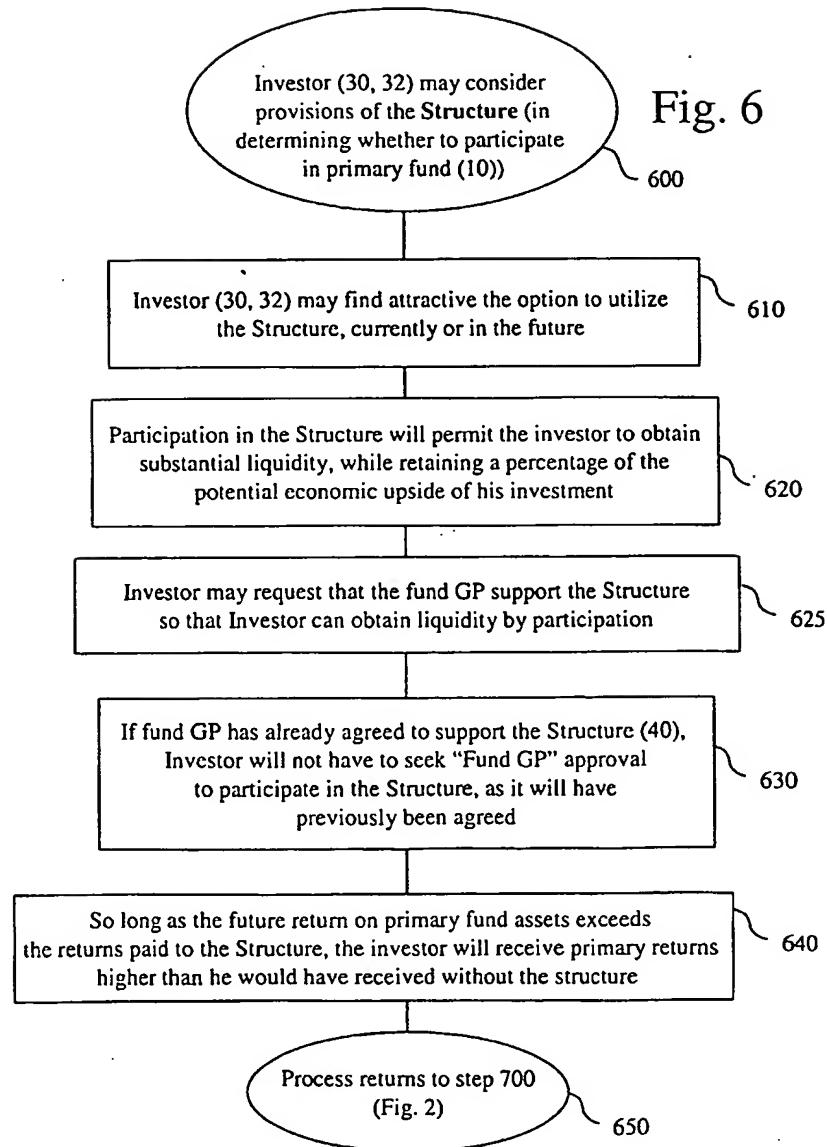 Fig. 6
Investor (30, 32) may consider
provisions of the Structure (in
determining whether to participate
in primary fund (10))
600
Investor (30, 32) may find attractive the option to utilize
the Structure, currently or in the future
610
Participation in the Structure will permit the investor to obtain
substantial liquidity, while retaining a percentage of the
potential economic upside of his investment
620
Investor may request that the fund GP support the Structure
so that Investor can obtain liquidity by participation
625
If fund GP has already agreed to support the Structure (40),
Investor will not have to seek “Fund GP” approval
to participate in the Structure, as it will have
previously been agreed
630
So long as the future return on primary fund assets exceeds
the returns paid to the Structure, the investor will receive primary returns
higher than he would have received without the structure
640
Process returns to step 700
(Fig. 2)
650